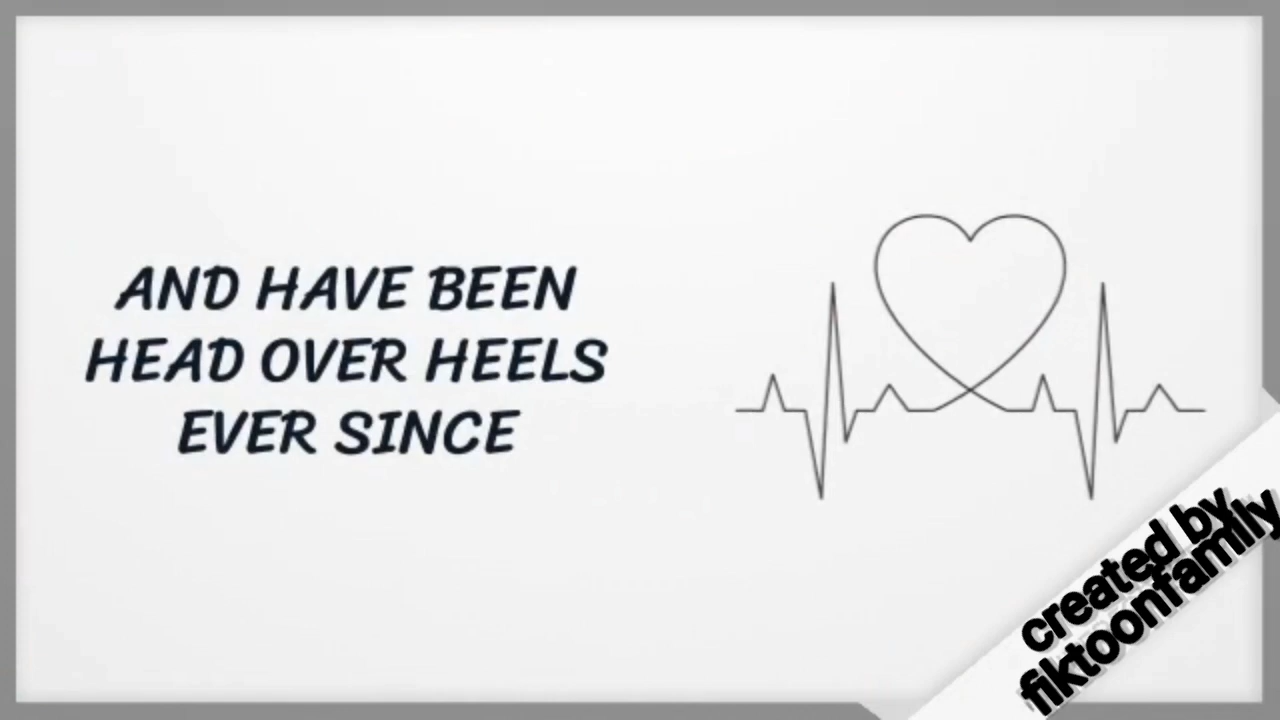 AND HAVE BEEN
HEAD OVER HEELS
EVER SINCE
created by
fiktoonfamily